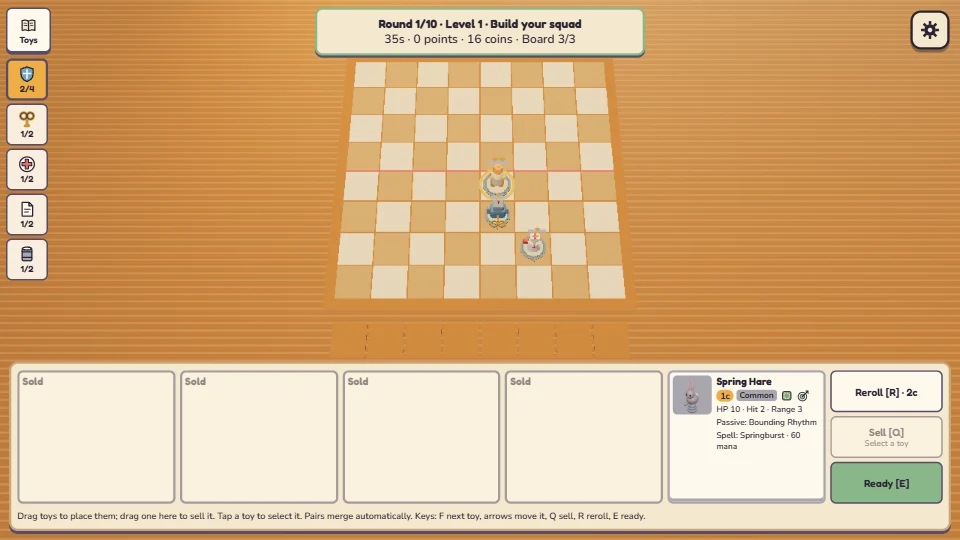 Toys
2/4
1/2
1/2
1/2
1/2
Round 1/10 · Level 1 · Build your squad
35s · 0 points · 16 coins · Board 3/3
Sold
Sold
Sold
Sold
Spring Hare
1c Common
HP 10 · Hit 2 · Range 3
Passive: Bounding Rhythm
Spell: Springburst · 60
mana
Reroll [R] · 2c
Sell [Q]
Select a toy
Ready [E]
Drag toys to place them; drag one here to sell it. Tap a toy to select it. Pairs merge automatically. Keys: F next toy, arrows move it, Q sell, R reroll, E ready.